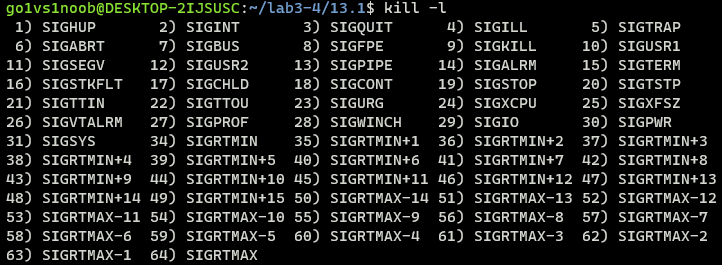 go1vs1noob@DESKTOP-2IJSUSC:~/lab3-4/13.1$ kill -l
 1) SIGHUP       2) SIGINT       3) SIGQUIT      4) SIGILL       5) SIGTRAP
 6) SIGABRT      7) SIGBUS       8) SIGFPE       9) SIGKILL     10) SIGUSR1
11) SIGSEGV     12) SIGUSR2     13) SIGPIPE     14) SIGALRM     15) SIGTERM
16) SIGSTKFLT   17) SIGCHLD     18) SIGCONT     19) SIGSTOP     20) SIGTSTP
21) SIGTTIN     22) SIGTTOU     23) SIGURG      24) SIGXCPU     25) SIGXFSZ
26) SIGVTALRM   27) SIGPROF     28) SIGWINCH    29) SIGIO       30) SIGPWR
31) SIGSYS      34) SIGRTMIN    35) SIGRTMIN+1  36) SIGRTMIN+2  37) SIGRTMIN+3
38) SIGRTMIN+4  39) SIGRTMIN+5  40) SIGRTMIN+6  41) SIGRTMIN+7  42) SIGRTMIN+8
43) SIGRTMIN+9  44) SIGRTMIN+10 45) SIGRTMIN+11 46) SIGRTMIN+12 47) SIGRTMIN+13
48) SIGRTMIN+14 49) SIGRTMIN+15 50) SIGRTMAX-14 51) SIGRTMAX-13 52) SIGRTMAX-12
53) SIGRTMAX-11 54) SIGRTMAX-10 55) SIGRTMAX-9  56) SIGRTMAX-8  57) SIGRTMAX-7
58) SIGRTMAX-6  59) SIGRTMAX-5  60) SIGRTMAX-4  61) SIGRTMAX-3  62) SIGRTMAX-2
63) SIGRTMAX-1  64) SIGRTMAX